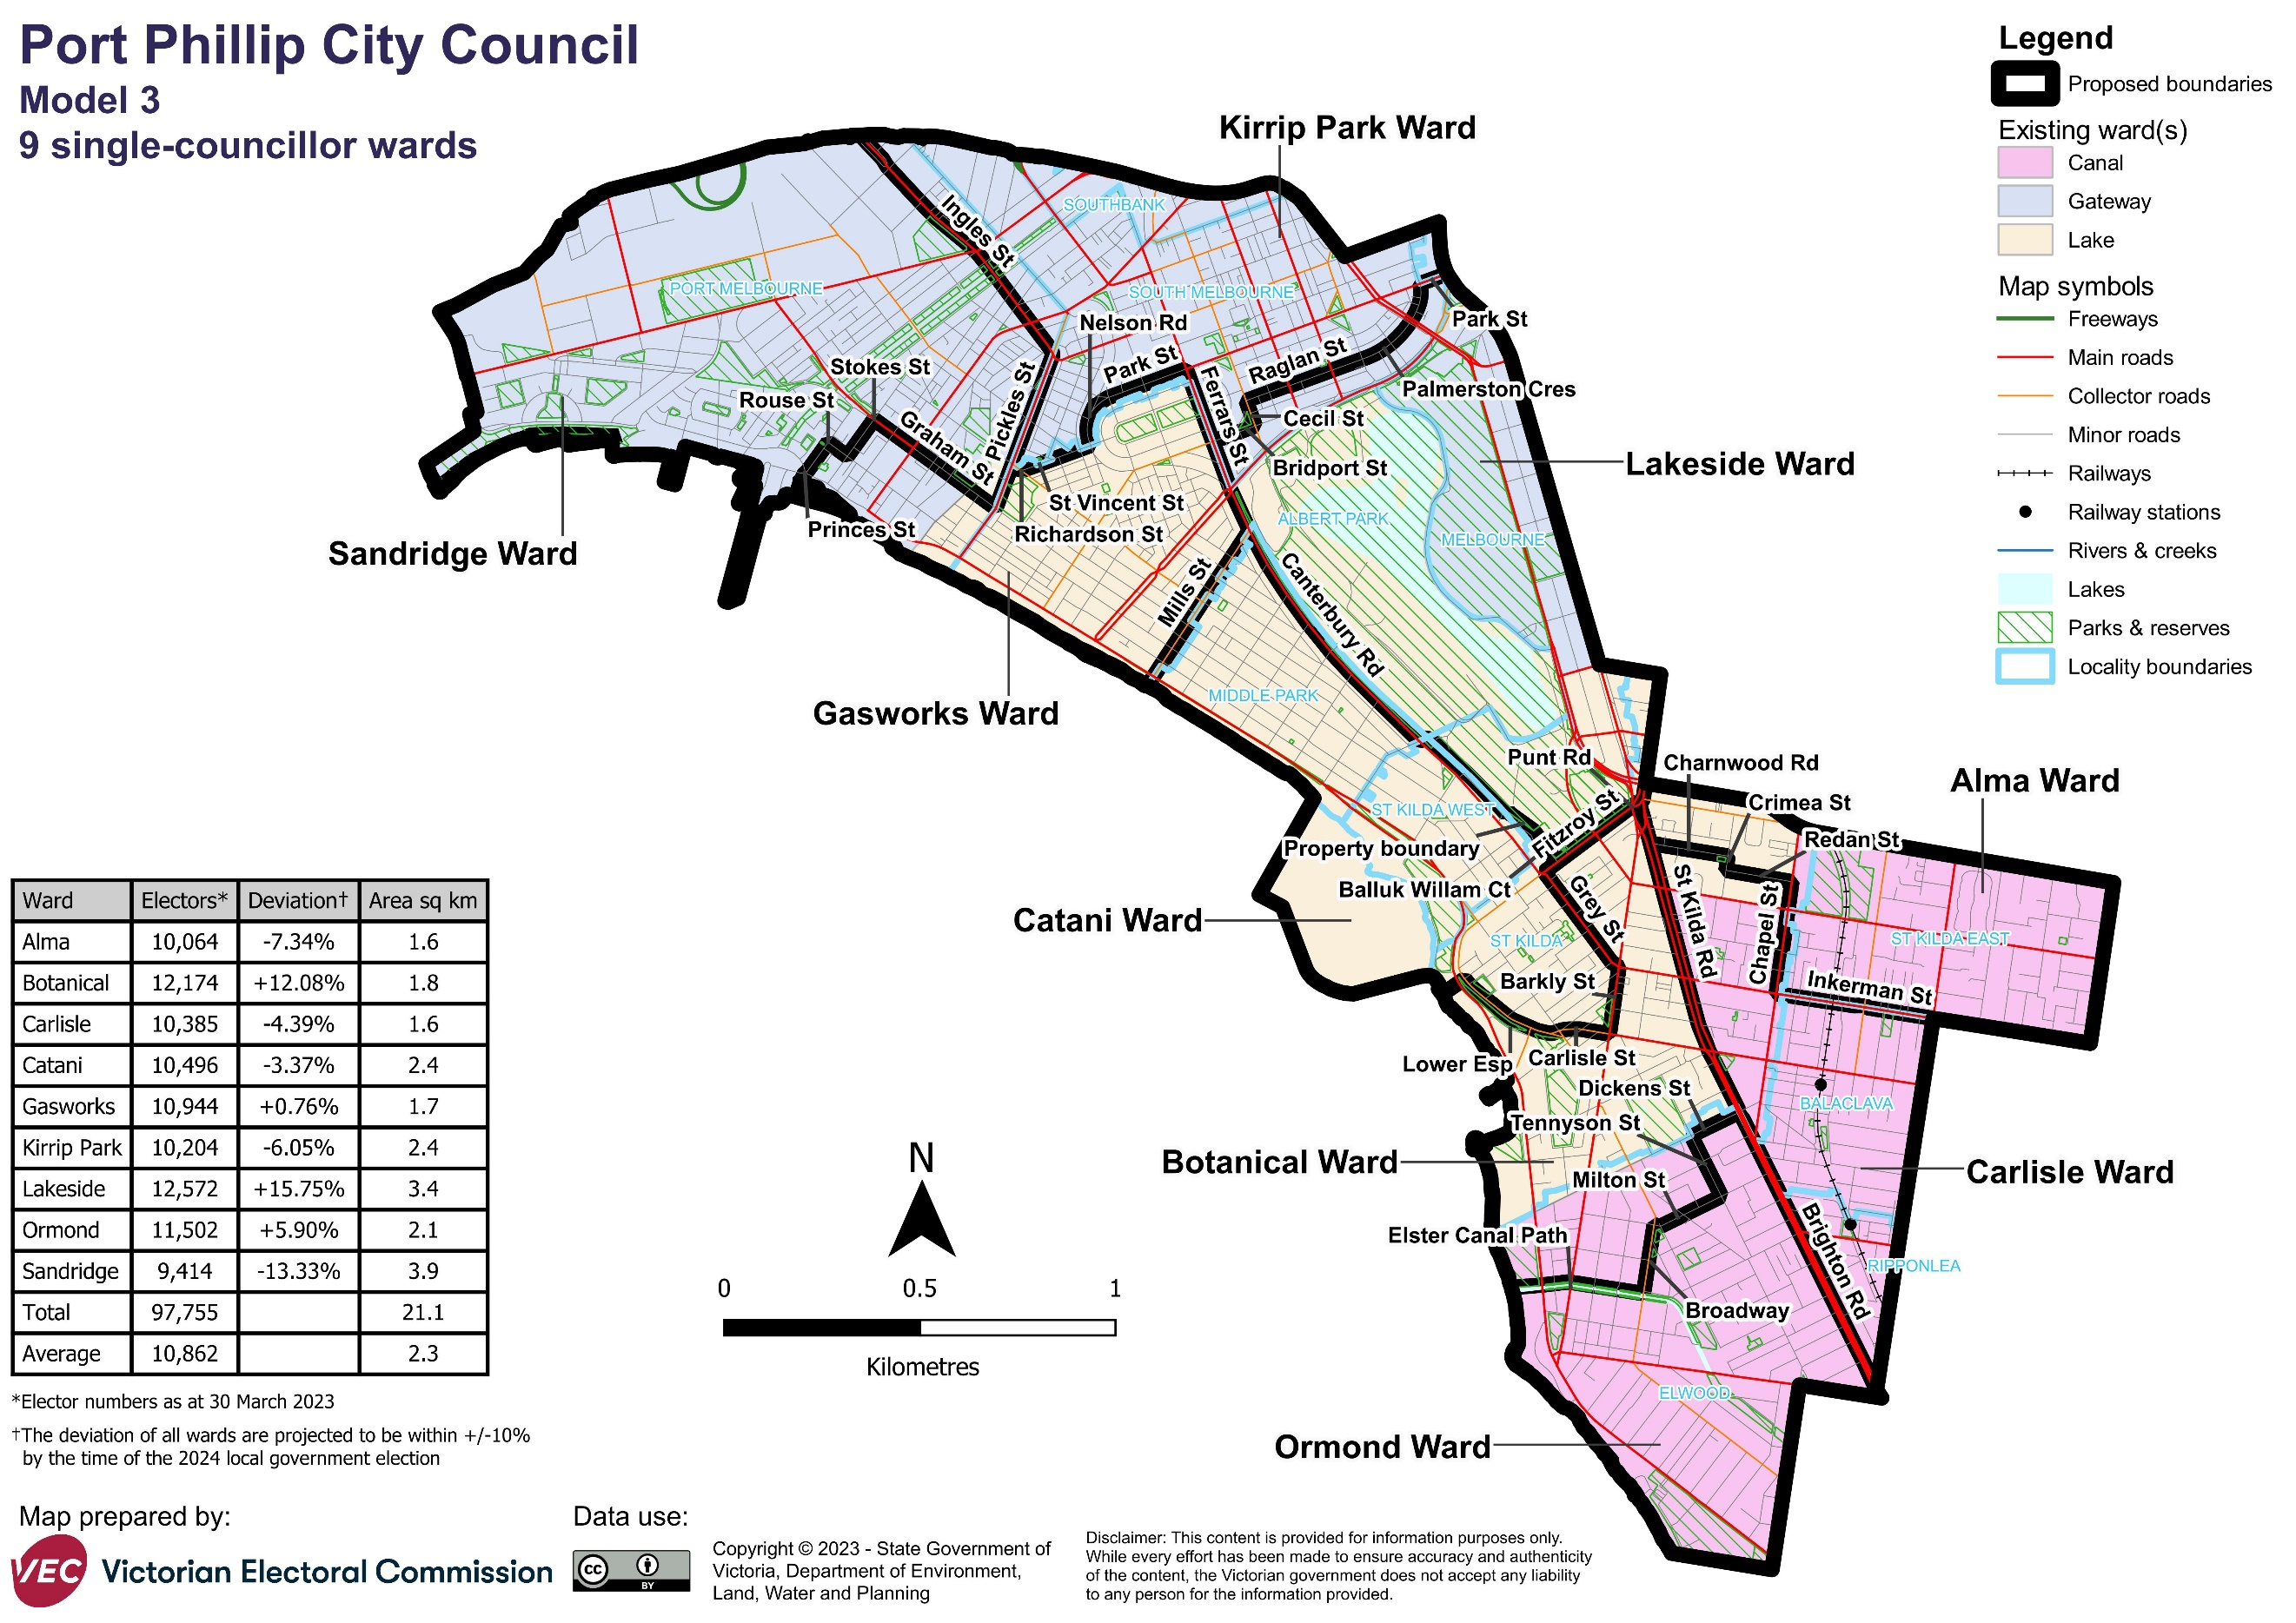 Port Phillip City Council
Model 3
9 single-councillor wards
Legend
Proposed boundaries
Existing ward(s)
Canal
Gateway
Lake
Map symbols
Freeways
Main roads
Collector roads
Minor roads
Railways
Railway stations
Rivers & creeks
Lakes
Parks & reserves
Locality boundaries
Kirrip Park Ward
Ingles St
SOUTHBANK
PORT MELBOURNE
SOUTH MELBOURNE
Nelson Rd
Park St
Park St
Stokes St
Rouse St
Pickles St
Graham St
Ferrars St
Raglan St
Palmerston Cres
Cecil St
Bridport St
Lakeside Ward
St Vincent St
Richardson St
Princes St
Sandridge Ward
ALBERT PARK
MELBOURNE
Mills St
Canterbury Rd
MIDDLE PARK
Gasworks Ward
Punt Rd
Charnwood Rd
Alma Ward
Crimea St
Redan St
ST KILDA WEST
Fitzroy St
Property boundary
Balluk Willam Ct
Grey St
St Kilda Rd
Chapel St
Catani Ward
ST KILDA
ST KILDA EAST
Barkly St
Inkerman St
Lower Esp
Carlisle St
Dickens St
BALACLAVA
Tennyson St
Botanical Ward
Milton St
Carlisle Ward
Elster Canal Path
Brighton Rd
RIPPONLEA
Broadway
ELWOOD
Ormond Ward
Ward Electors* Deviation† Area sq km
Alma 10,064 -7.34% 1.6
Botanical 12,174 +12.08% 1.8
Carlisle 10,385 -4.39% 1.6
Catani 10,496 -3.37% 2.4
Gasworks 10,944 +0.76% 1.7
Kirrip Park 10,204 -6.05% 2.4
Lakeside 12,572 +15.75% 3.4
Ormond 11,502 +5.90% 2.1
Sandridge 9,414 -13.33% 3.9
Total 97,755 21.1
Average 10,862 2.3
*Elector numbers as at 30 March 2023
†The deviation of all wards are projected to be within +/-10%
by the time of the 2024 local government election
N
0 0.5 1
Kilometres
Map prepared by:
VEC Victorian Electoral Commission
Data use:
cc BY
Copyright © 2023 - State Government of
Victoria, Department of Environment,
Land, Water and Planning
Disclaimer: This content is provided for information purposes only.
While every effort has been made to ensure accuracy and authenticity
of the content, the Victorian government does not accept any liability
to any person for the information provided.